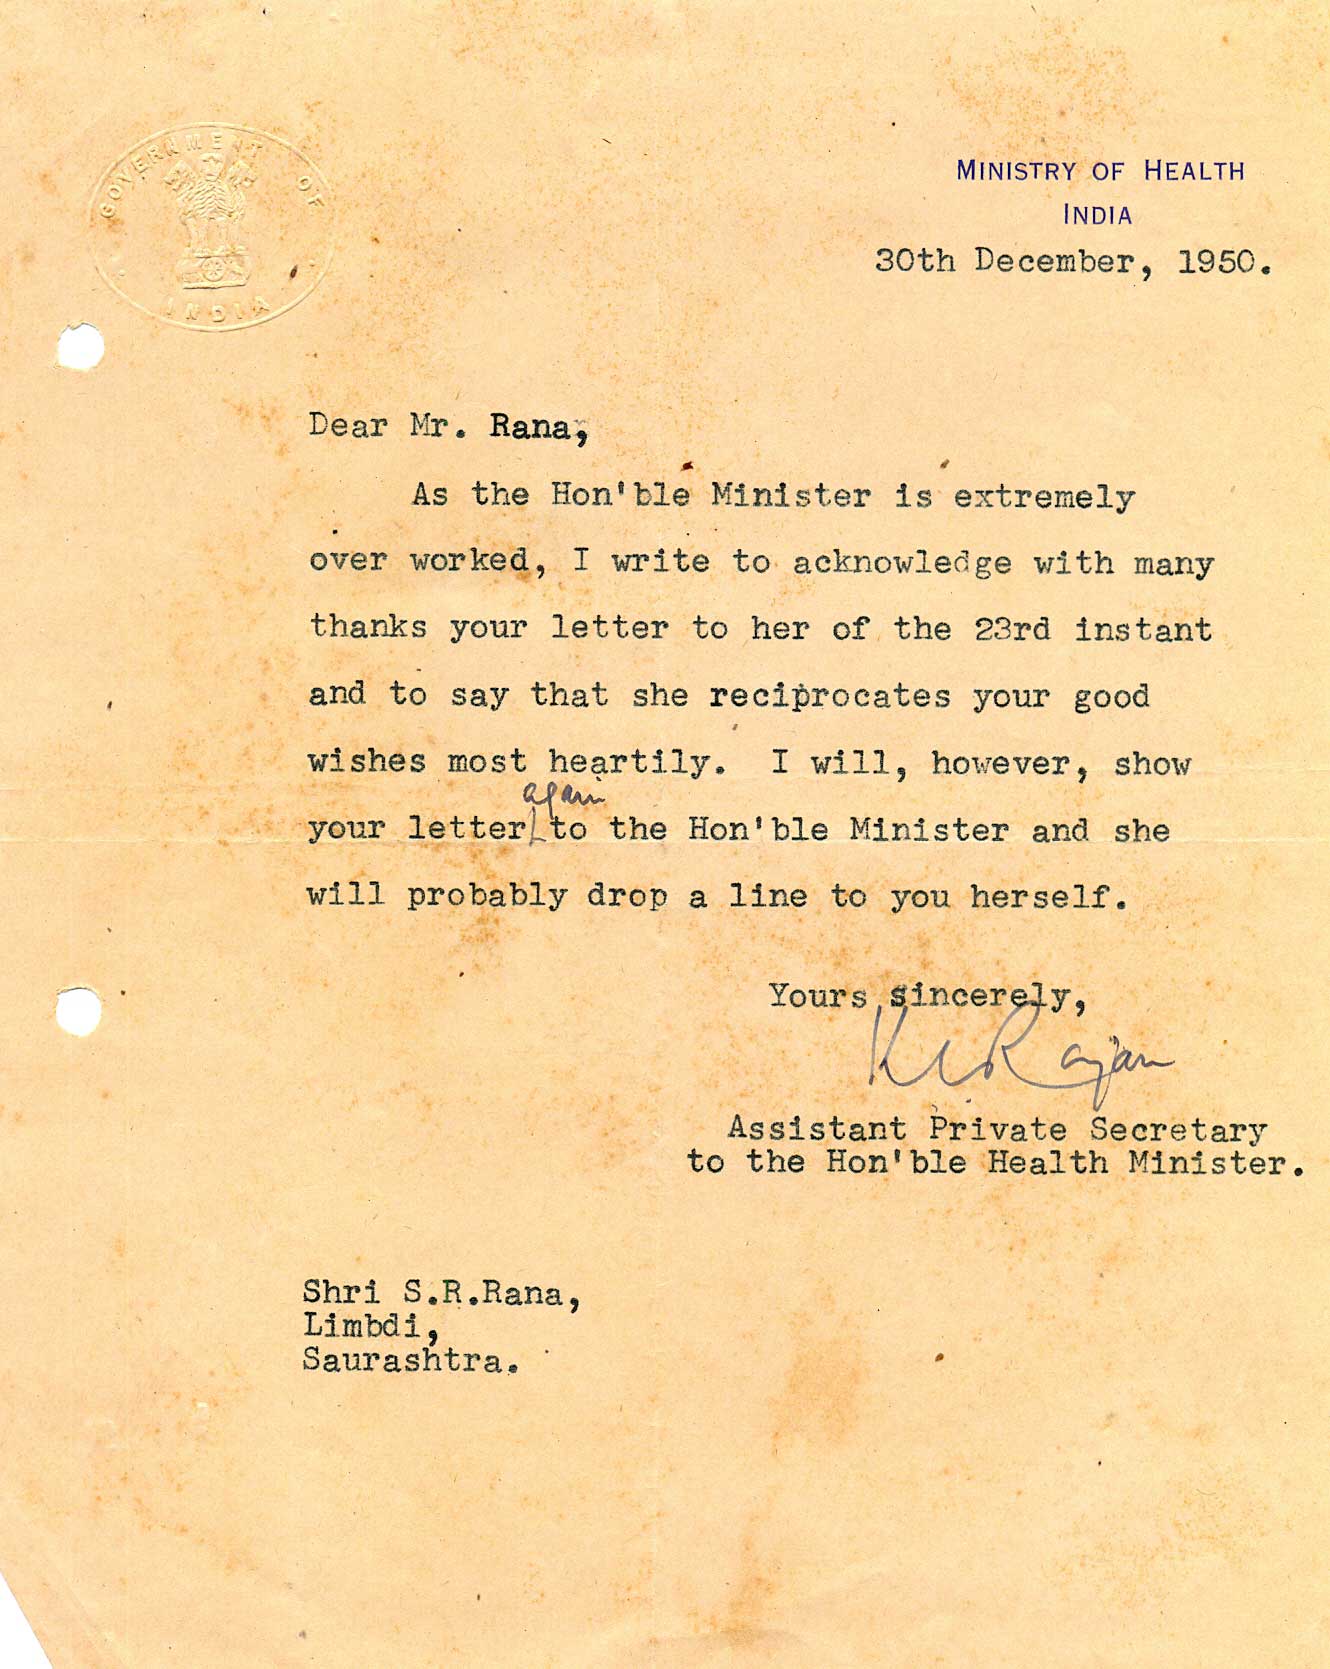 GOVERNMENT OF
INDIA
MINISTRY OF HEALTH
INDIA
30th December, 1950.
Dear Mr. Rana,
As the Hon'ble Minister is extremely
over worked, I write to acknowledge with many
thanks your letter to her of the 23rd instant
and to say that she reciprocates your good
wishes most heartily. I will, however, show
again
your letter to the Hon'ble Minister and she
will probably drop a line to you herself.
Yours sincerely,
Rajan
Assistant Private Secretary
to the Hon'ble Health Minister.
Shri S.R.Rana,
Limbdi,
Saurashtra.